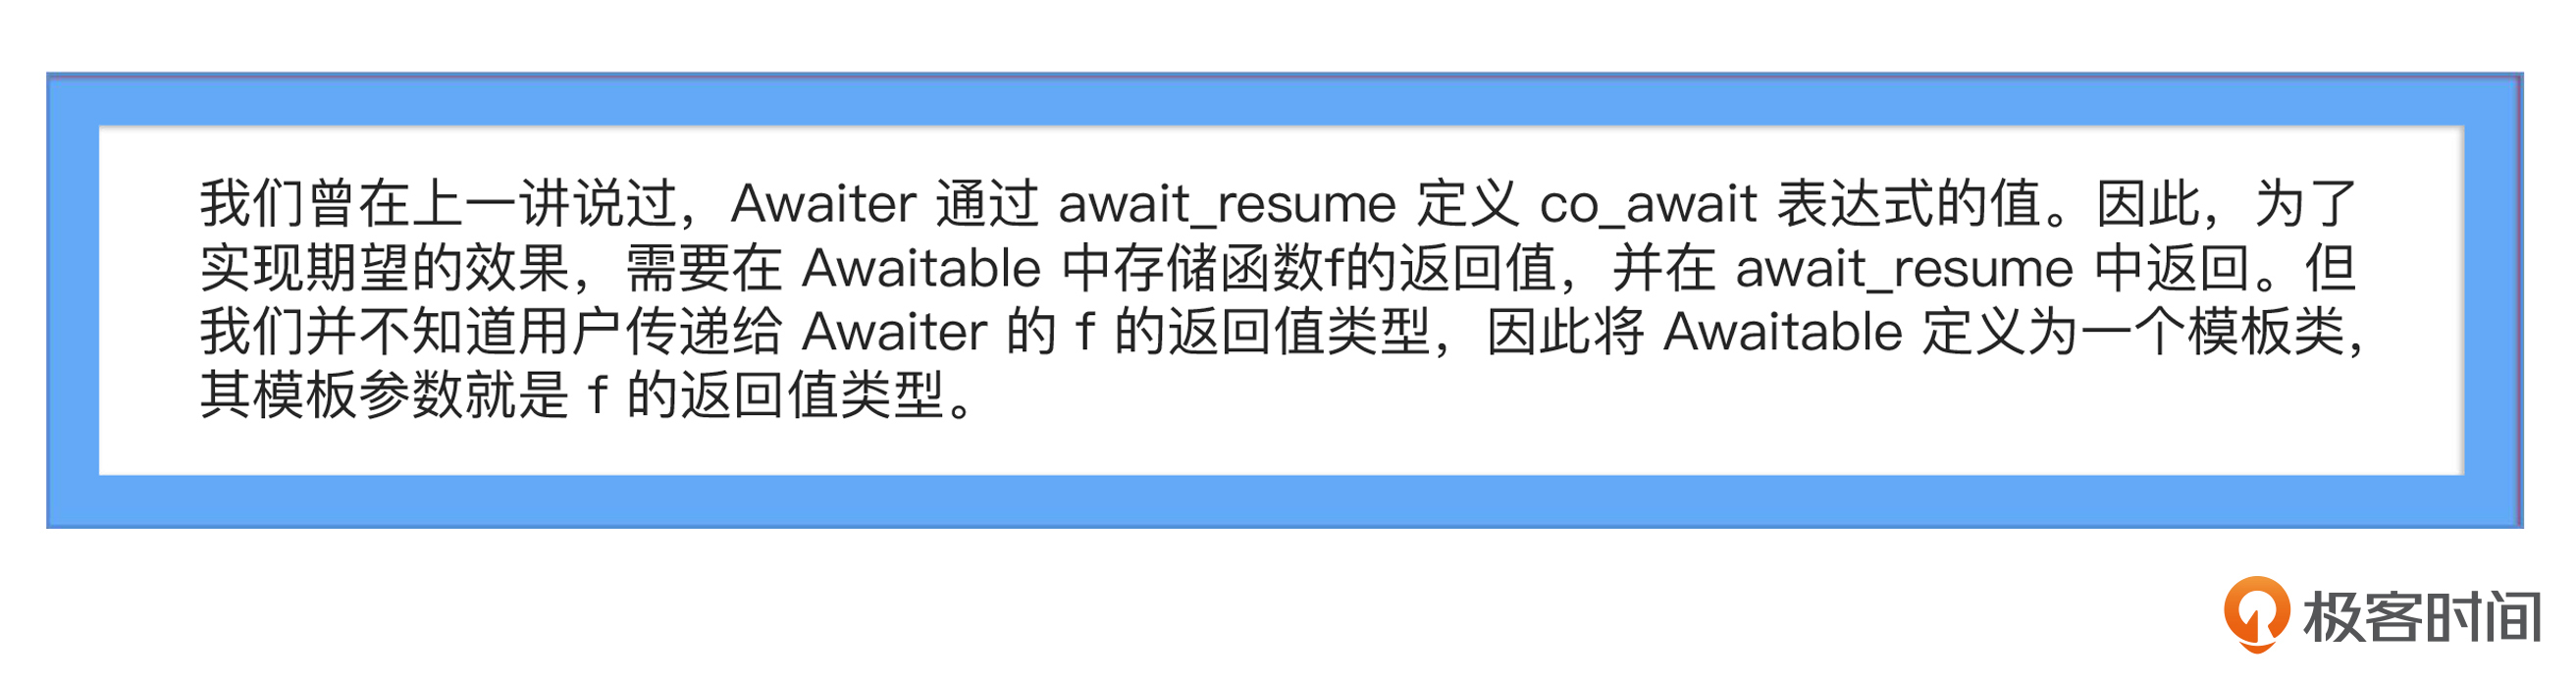 我们曾在上一讲说过，Awaiter 通过 await_resume 定义 co_await 表达式的值。因此，为了
实现期望的效果，需要在 Awaitable 中存储函数f的返回值，并在 await_resume 中返回。但
我们并不知道用户传递给 Awaiter 的 f 的返回值类型，因此将 Awaitable 定义为一个模板类，
其模板参数就是 f 的返回值类型。
极客时间